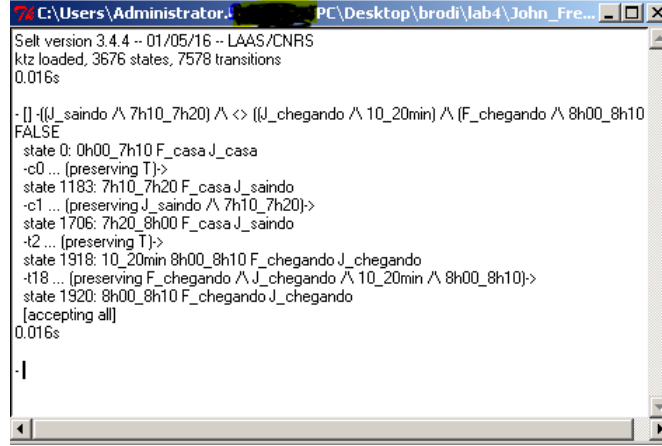 C:\Users\Administrator. PC\Desktop\brodi\lab4\John_Fre...
Selt version 3.4.4 -- 01/05/16 -- LAAS/CNRS
ktz loaded, 3676 states, 7578 transitions
0.016s
- [] -((J_saindo /\ 7h10_7h20) /\ <> ((J_chegando /\ 10_20min) /\ (F_chegando /\ 8h00_8h10
FALSE
state 0: 0h00_7h10 F_casa J_casa
-c0 ... (preserving T)->
state 1183: 7h10_7h20 F_casa J_saindo
-c1 ... (preserving J_saindo /\ 7h10_7h20)->
state 1706: 7h20_8h00 F_casa J_saindo
-t2 ... (preserving T)->
state 1918: 10_20min 8h00_8h10 F_chegando J_chegando
-t18 ... (preserving F_chegando /\ J_chegando /\ 10_20min /\ 8h00_8h10)->
state 1920: 8h00_8h10 F_chegando J_chegando
[accepting all]
0.016s
-